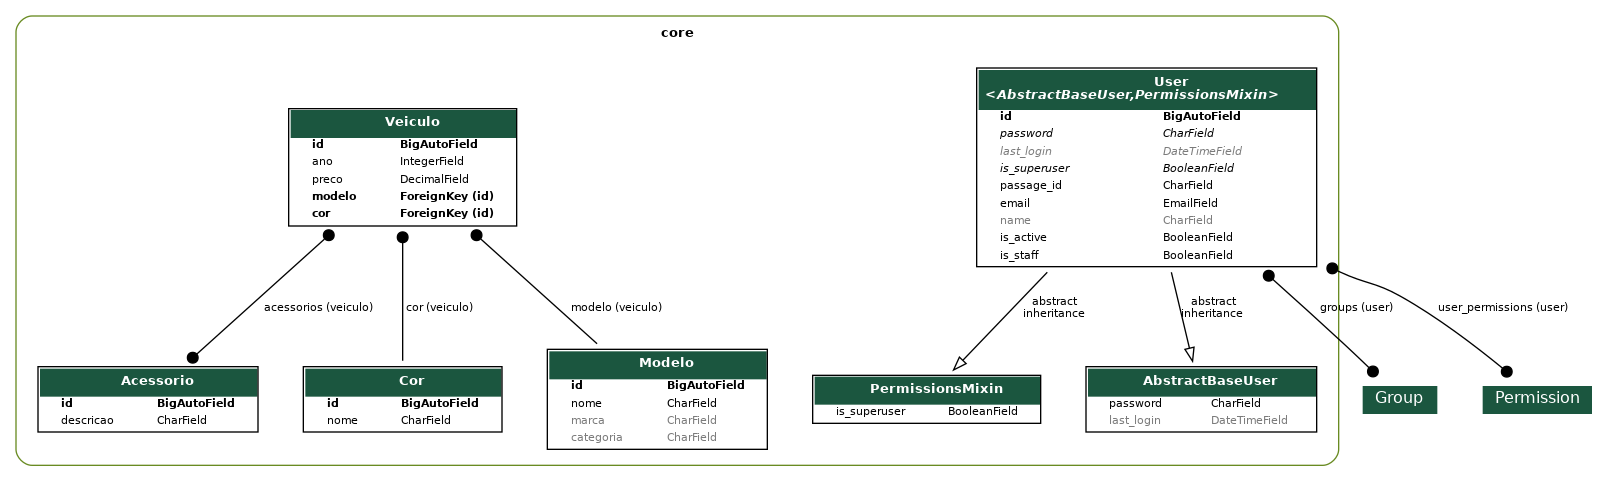 core
User
<AbstractBaseUser,PermissionsMixin>
id BigAutoField
password CharField
last_login DateTimeField
is_superuser BooleanField
passage_id CharField
email EmailField
name CharField
is_active BooleanField
is_staff BooleanField
Veiculo
id BigAutoField
ano IntegerField
preco DecimalField
modelo ForeignKey (id)
cor ForeignKey (id)
acessorios (veiculo)
cor (veiculo)
modelo (veiculo)
abstract
inheritance
abstract
inheritance
groups (user)
user_permissions (user)
Acessorio
id BigAutoField
descricao CharField
Cor
id BigAutoField
nome CharField
Modelo
id BigAutoField
nome CharField
marca CharField
categoria CharField
PermissionsMixin
is_superuser BooleanField
AbstractBaseUser
password CharField
last_login DateTimeField
Group
Permission